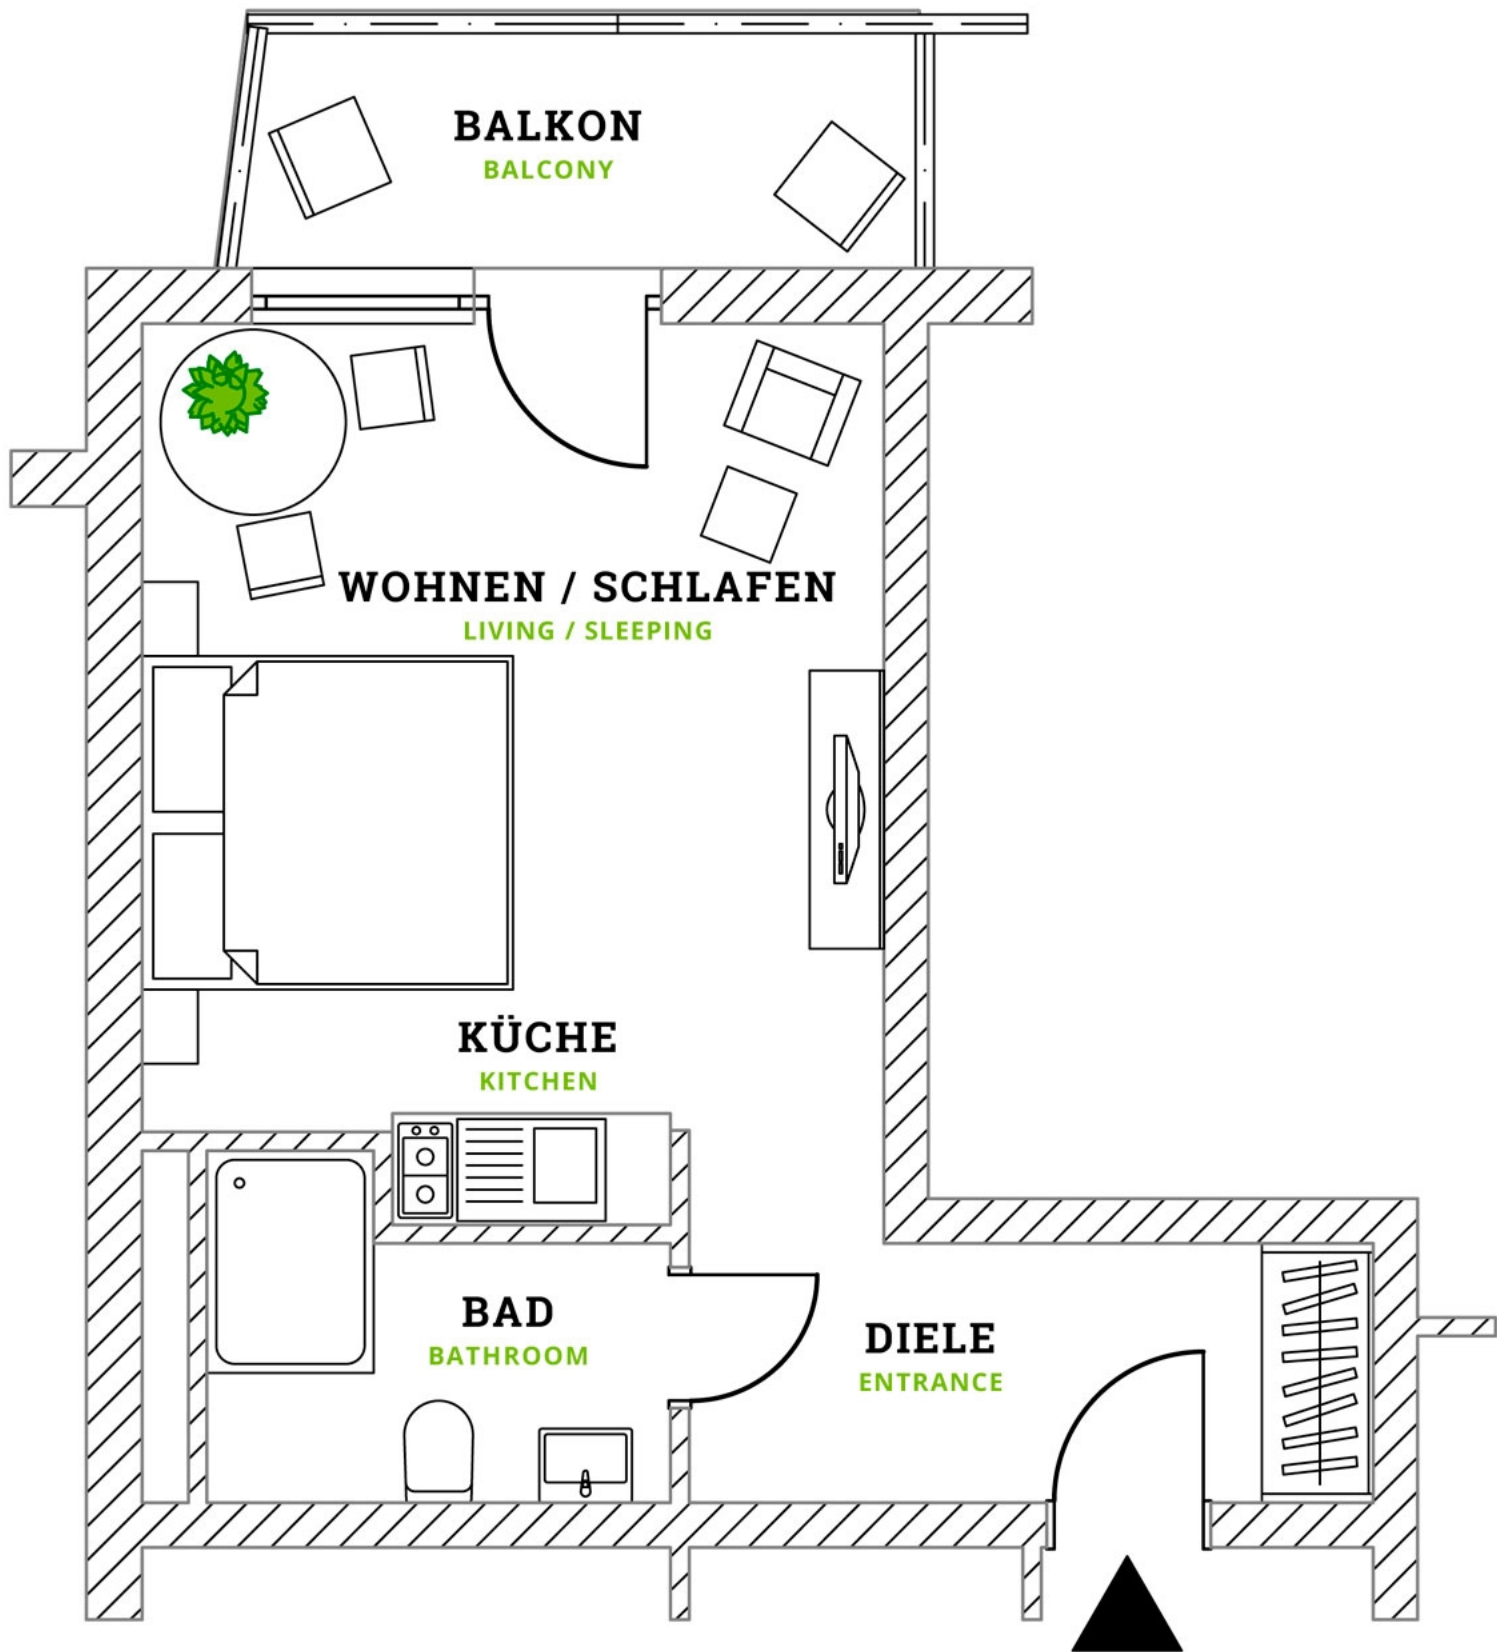 BALKON
BALCONY
WOHNEN / SCHLAFEN
LIVING / SLEEPING
KÜCHE
KITCHEN
BAD
BATHROOM
DIELE
ENTRANCE